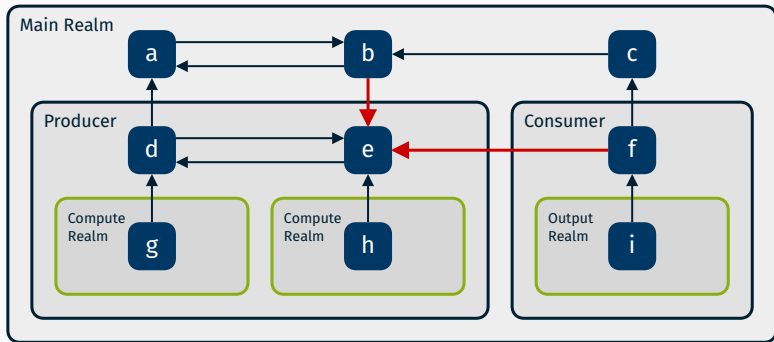 Main Realm
a
b
c
Producer
Consumer
d
e
f
Compute
Realm
Compute
Realm
Output
Realm
g
h
i